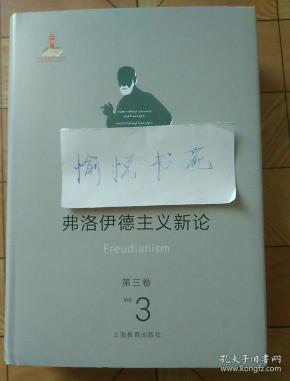 愉悦书苑
弗洛伊德主义新论
Freudianism
第三卷
Vol.
3
上海教育出版社
孔夫子旧书网